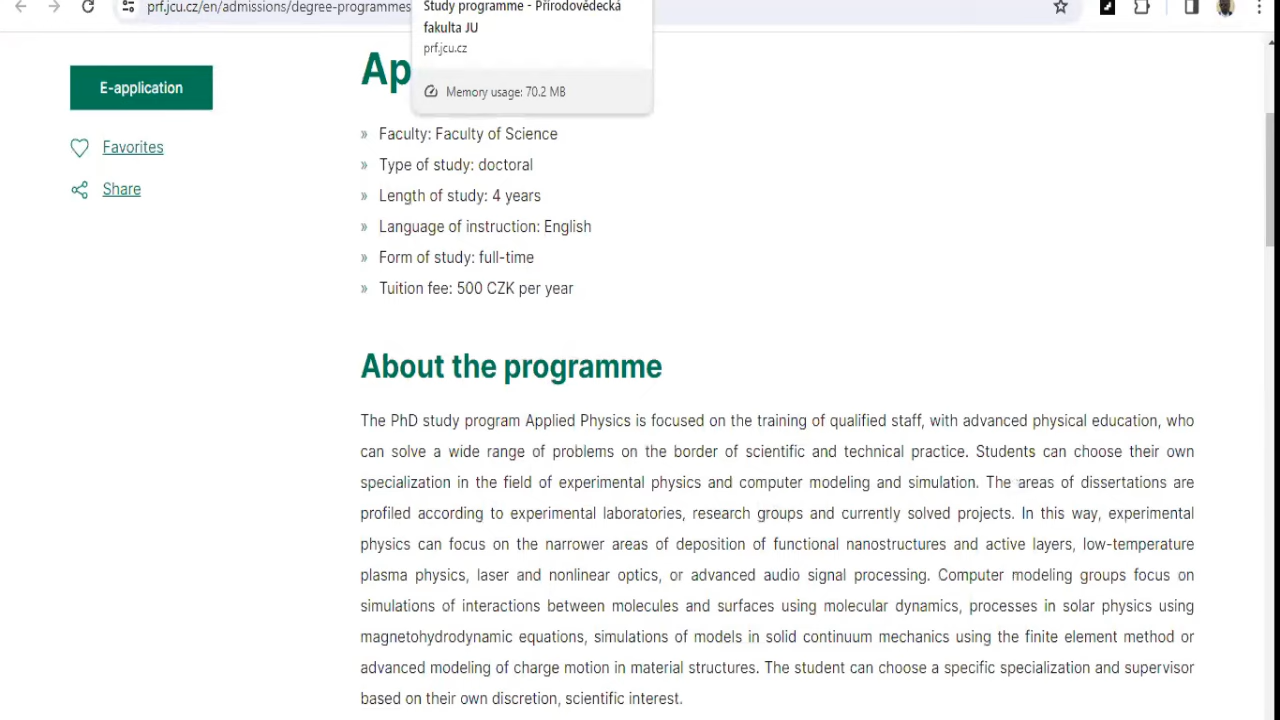 prf.jcu.cz/en/admissions/degree-programmes
Study programme - Přírodovědecká
fakulta JU
prf.jcu.cz
Memory usage: 70.2 MB
E-application
Favorites
Share
Ap
» Faculty: Faculty of Science
» Type of study: doctoral
» Length of study: 4 years
» Language of instruction: English
» Form of study: full-time
» Tuition fee: 500 CZK per year
About the programme
The PhD study program Applied Physics is focused on the training of qualified staff, with advanced physical education, who
can solve a wide range of problems on the border of scientific and technical practice. Students can choose their own
specialization in the field of experimental physics and computer modeling and simulation. The areas of dissertations are
profiled according to experimental laboratories, research groups and currently solved projects. In this way, experimental
physics can focus on the narrower areas of deposition of functional nanostructures and active layers, low-temperature
plasma physics, laser and nonlinear optics, or advanced audio signal processing. Computer modeling groups focus on
simulations of interactions between molecules and surfaces using molecular dynamics, processes in solar physics using
magnetohydrodynamic equations, simulations of models in solid continuum mechanics using the finite element method or
advanced modeling of charge motion in material structures. The student can choose a specific specialization and supervisor
based on their own discretion, scientific interest.